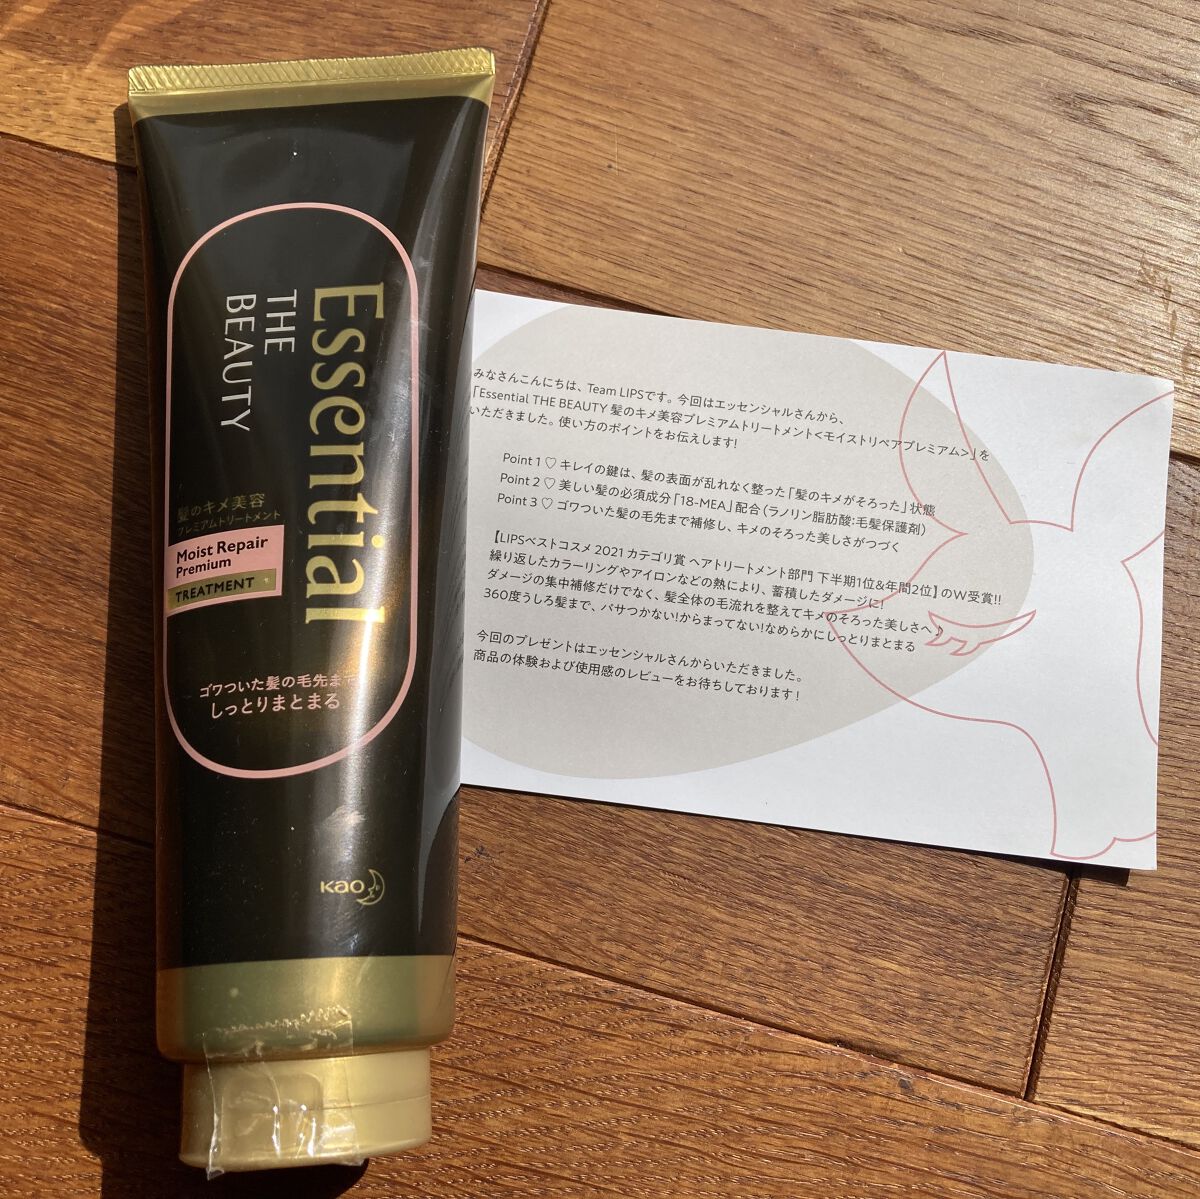 Essential
THE
BEAUTY
髪のキメ美容
プレミアムトリートメント
Moist Repair
Premium
TREATMENT
ゴワついた髪の毛先まで
しっとりまとまる
Kao
みなさんこんにちは、Team LIPSです。今回はエッセンシャルさんから、
「Essential THE BEAUTY 髪のキメ美容プレミアムトリートメント<モイストリペアプレミアム>」を
いただきました。使い方のポイントをお伝えします!
Point 1 ♡ キレイの鍵は、髪の表面が乱れなく整った「髪のキメがそろった」状態
Point 2 ♡ 美しい髪の必須成分「18-MEA」配合(ラノリン脂肪酸:毛髪保護剤)
Point 3 ♡ ゴワついた髪の毛先まで補修し、キメのそろった美しさがつづく
【LIPSベストコスメ 2021 カテゴリ賞 ヘアトリートメント部門 下半期1位&年間2位】のW受賞!!
繰り返したカラーリングやアイロンなどの熱により、蓄積したダメージに!
ダメージの集中補修だけでなく、髪全体の毛流れを整えてキメのそろった美しさへ♪
360度うしろ髪まで、パサつかない!からまってない!なめらかにしっとりまとまる
今回のプレゼントはエッセンシャルさんからいただきました。
商品の体験および使用感のレビューをお待ちしております!